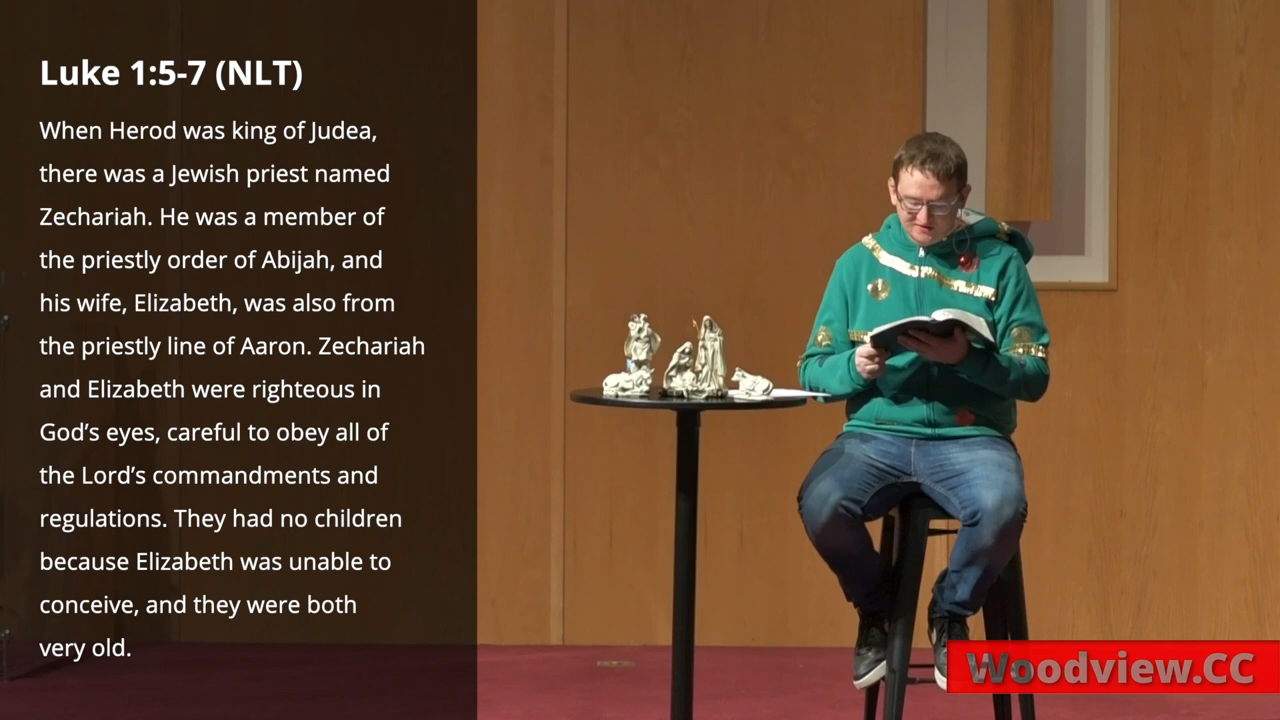 Luke 1:5-7 (NLT)
When Herod was king of Judea,
there was a Jewish priest named
Zechariah. He was a member of
the priestly order of Abijah, and
his wife, Elizabeth, was also from
the priestly line of Aaron. Zechariah
and Elizabeth were righteous in
God’s eyes, careful to obey all of
the Lord’s commandments and
regulations. They had no children
because Elizabeth was unable to
conceive, and they were both
very old.
Woodview.CC